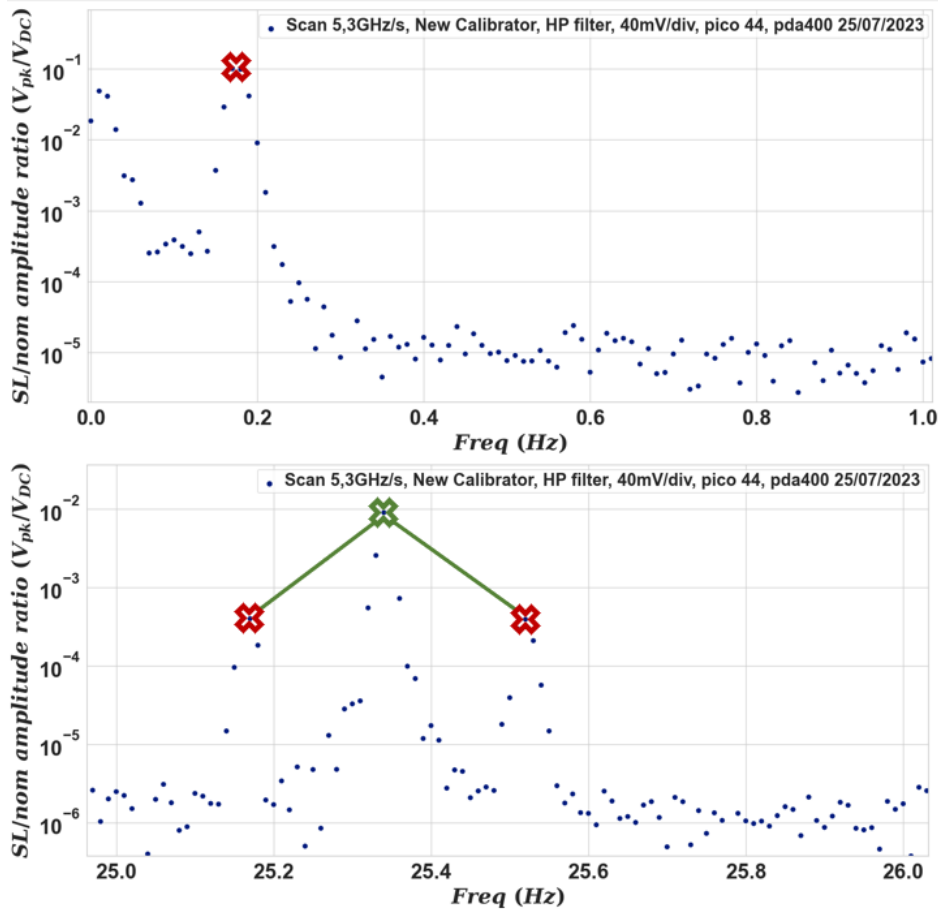 Scan 5,3GHz/s, New Calibrator, HP filter, 40mV/div, pico 44, pda400 25/07/2023
SL/nom amplitude ratio (V_pk/V_DC)
10⁻¹
10⁻²
10⁻³
10⁻⁴
10⁻⁵
0.0 0.2 0.4 0.6 0.8 1.0
Freq (Hz)
Scan 5,3GHz/s, New Calibrator, HP filter, 40mV/div, pico 44, pda400 25/07/2023
SL/nom amplitude ratio (V_pk/V_DC)
10⁻²
10⁻³
10⁻⁴
10⁻⁵
10⁻⁶
25.0 25.2 25.4 25.6 25.8 26.0
Freq (Hz)